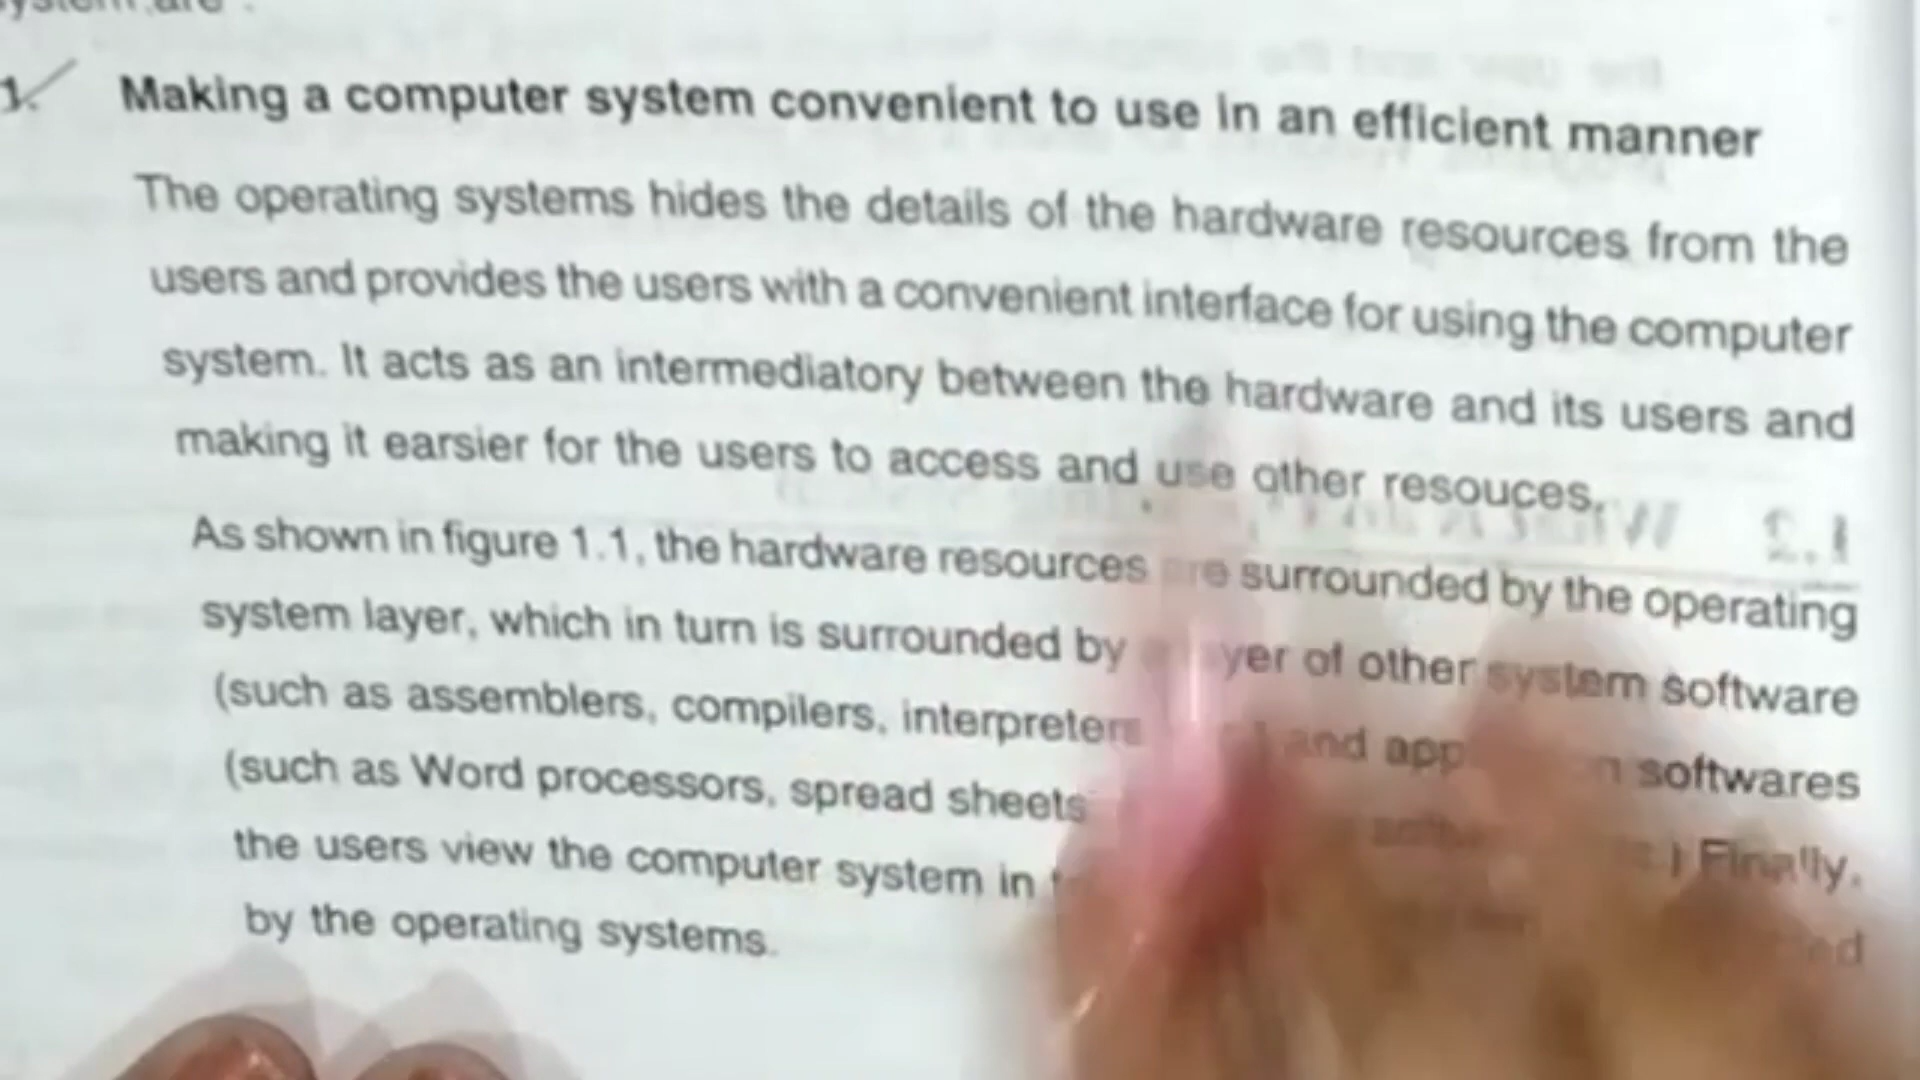 system are :
1. Making a computer system convenient to use in an efficient manner
The operating systems hides the details of the hardware resources from the
users and provides the users with a convenient interface for using the computer
system. It acts as an intermediatory between the hardware and its users and
making it earsier for the users to access and use other resouces.
As shown in figure 1.1, the hardware resources are surrounded by the operating
system layer, which in turn is surrounded by a layer of other system software
(such as assemblers, compilers, interpreters and softwares
(such as Word processors, spread sheets Finally,
the users view the computer system in
by the operating systems.